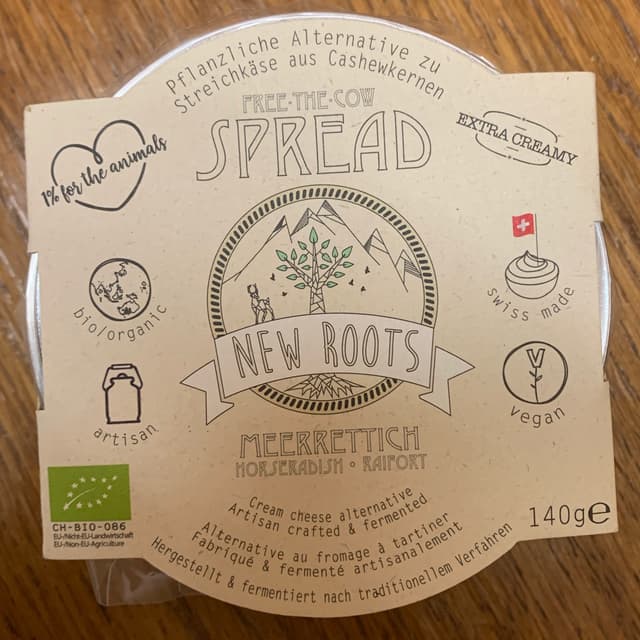 Pflanzliche Alternative zu
Streichkäse aus Cashewkernen
FREE·THE·COW
SPREAD
1% for the animals
EXTRA CREAMY
bio/organic
swiss made
NEW ROOTS
artisan
V
vegan
MEERRETTICH
HORSERADISH • RAIFORT
CH-BIO-086
EU-/Nicht-EU-Landwirtschaft
EU-/Non-EU-Agriculture
140g℮
Cream cheese alternative
Artisan crafted & fermented
Alternative au fromage à tartiner
Fabriqué & fermenté artisanalement
Hergestellt & fermentiert nach traditionellem Verfahren